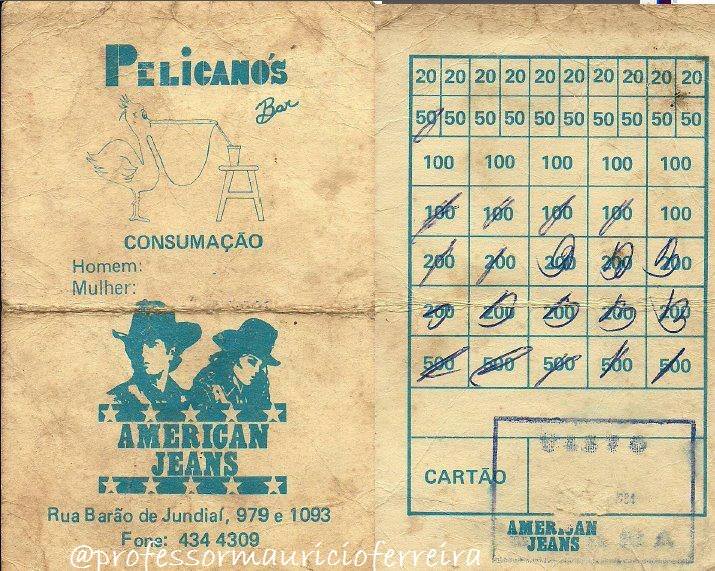 PELICANO'S
Bar
CONSUMAÇÃO
Homem:
Mulher:
AMERICAN
JEANS
Rua Barão de Jundiaí, 979 e 1093
Fone: 434 4309
@professormauricioferreira
20 20 20 20 20 20 20 20 20 20
50 50 50 50 50 50 50 50 50 50
100 100 100 100 100
100 100 100 100 100
200 200 200 200 200
200 200 200 200 200
500 500 500 500 500
CARTÃO
VISTO
AMERICAN
JEANS